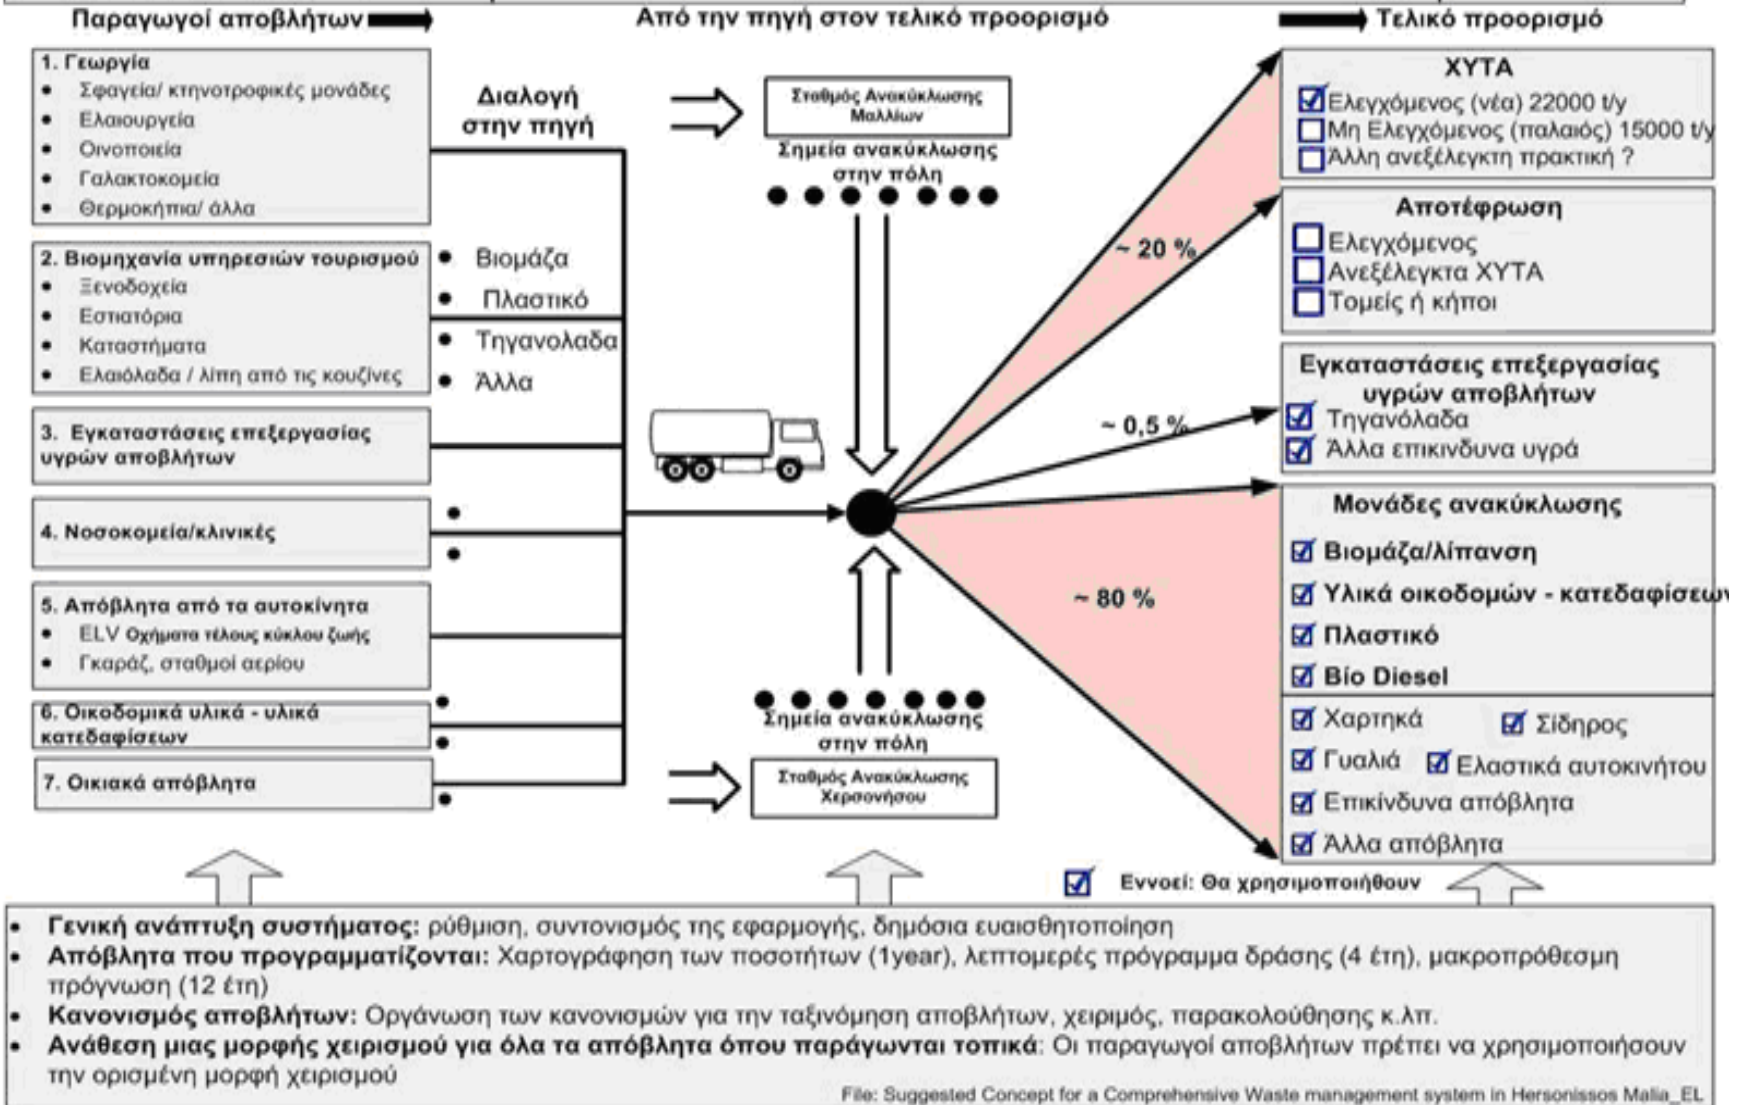 Παραγωγοί αποβλήτων
Από την πηγή στον τελικό προορισμό
Τελικό προορισμό
1. Γεωργία
• Σφαγεία/ κτηνοτροφικές μονάδες
• Ελαιουργεία
• Οινοποιεία
• Γαλακτοκομεία
• Θερμοκήπια/ άλλα
2. Βιομηχανία υπηρεσιών τουρισμού
• Ξενοδοχεία
• Εστιατόρια
• Καταστήματα
• Ελαιόλαδα / λίπη από τις κουζίνες
3. Εγκαταστάσεις επεξεργασίας
υγρών αποβλήτων
4. Νοσοκομεία/κλινικές
5. Απόβλητα από τα αυτοκίνητα
• ELV Οχήματα τέλους κύκλου ζωής
• Γκαράζ, σταθμοί αερίου
6. Οικοδομικά υλικά - υλικά
κατεδαφίσεων
7. Οικιακά απόβλητα
Διαλογή
στην πηγή
• Βιομάζα
• Πλαστικό
• Τηγανολαδα
• Άλλα
Σταθμός Ανακύκλωσης
Μαλλίων
Σημεία ανακύκλωσης
στην πόλη
Σημεία ανακύκλωσης
στην πόλη
Σταθμός Ανακύκλωσης
Χερσονήσου
~ 20 %
~ 0,5 %
~ 80 %
ΧΥΤΑ
Ελεγχόμενος (νέα) 22000 t/y
Μη Ελεγχόμενος (παλαιός) 15000 t/y
Άλλη ανεξέλεγκτη πρακτική ?
Αποτέφρωση
Ελεγχόμενος
Ανεξέλεγκτα ΧΥΤΑ
Τομείς ή κήποι
Εγκαταστάσεις επεξεργασίας
υγρών αποβλήτων
Τηγανόλαδα
Άλλα επικινδυνα υγρά
Μονάδες ανακύκλωσης
Βιομάζα/λίπανση
Υλικά οικοδομών - κατεδαφίσεων
Πλαστικό
Βίο Diesel
Χαρτηκά Σίδηρος
Γυαλιά Ελαστικά αυτοκινήτου
Επικίνδυνα απόβλητα
Άλλα απόβλητα
Εννοεί: Θα χρησιμοποιήθουν
• Γενική ανάπτυξη συστήματος: ρύθμιση, συντονισμός της εφαρμογής, δημόσια ευαισθητοποίηση
• Απόβλητα που προγραμματίζονται: Χαρτογράφηση των ποσοτήτων (1year), λεπτομερές πρόγραμμα δράσης (4 έτη), μακροπρόθεσμη
πρόγνωση (12 έτη)
• Κανονισμός αποβλήτων: Οργάνωση των κανονισμών για την ταξινόμηση αποβλήτων, χειριμός, παρακολούθησης κ.λπ.
• Ανάθεση μιας μορφής χειρισμού για όλα τα απόβλητα όπου παράγωνται τοπικά: Οι παραγωγοί αποβλήτων πρέπει να χρησιμοποιήσουν
την ορισμένη μορφή χειρισμού
File: Suggested Concept for a Comprehensive Waste management system in Hersonissos Malia_EL